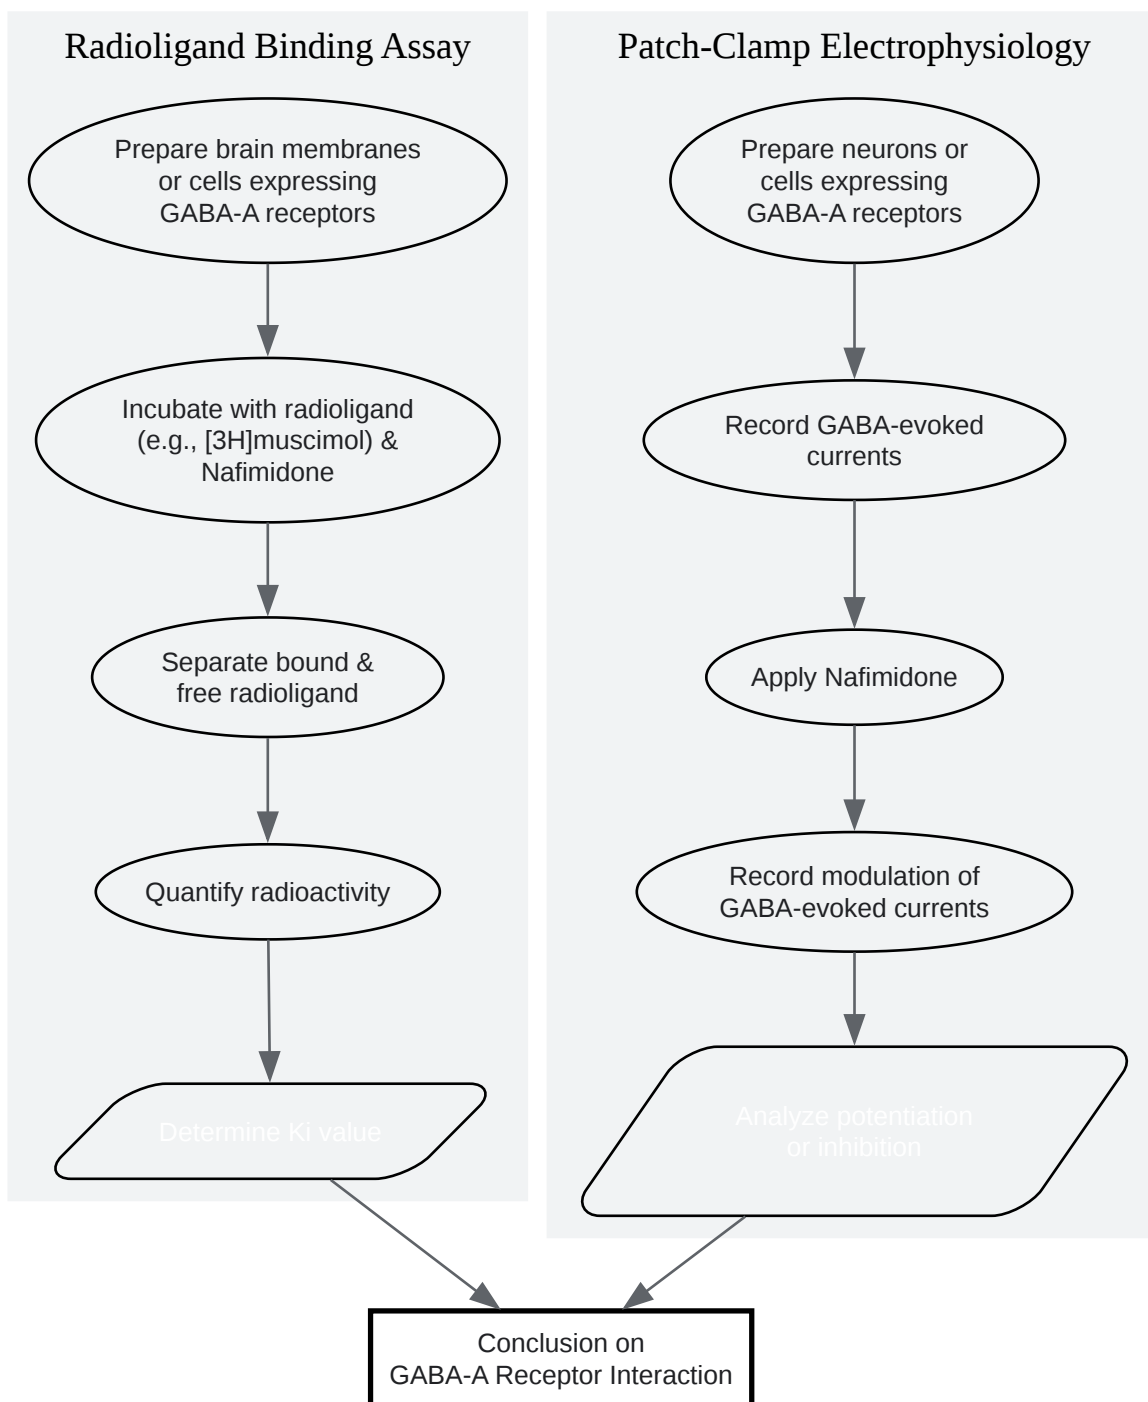 Radioligand Binding Assay
Prepare brain membranes
or cells expressing
GABA-A receptors
Incubate with radioligand
(e.g., [3H]muscimol) &
Nafimidone
Separate bound &
free radioligand
Quantify radioactivity
Determine Ki value
Patch-Clamp Electrophysiology
Prepare neurons or
cells expressing
GABA-A receptors
Record GABA-evoked
currents
Apply Nafimidone
Record modulation of
GABA-evoked currents
Analyze potentiation
or inhibition
Conclusion on
GABA-A Receptor Interaction